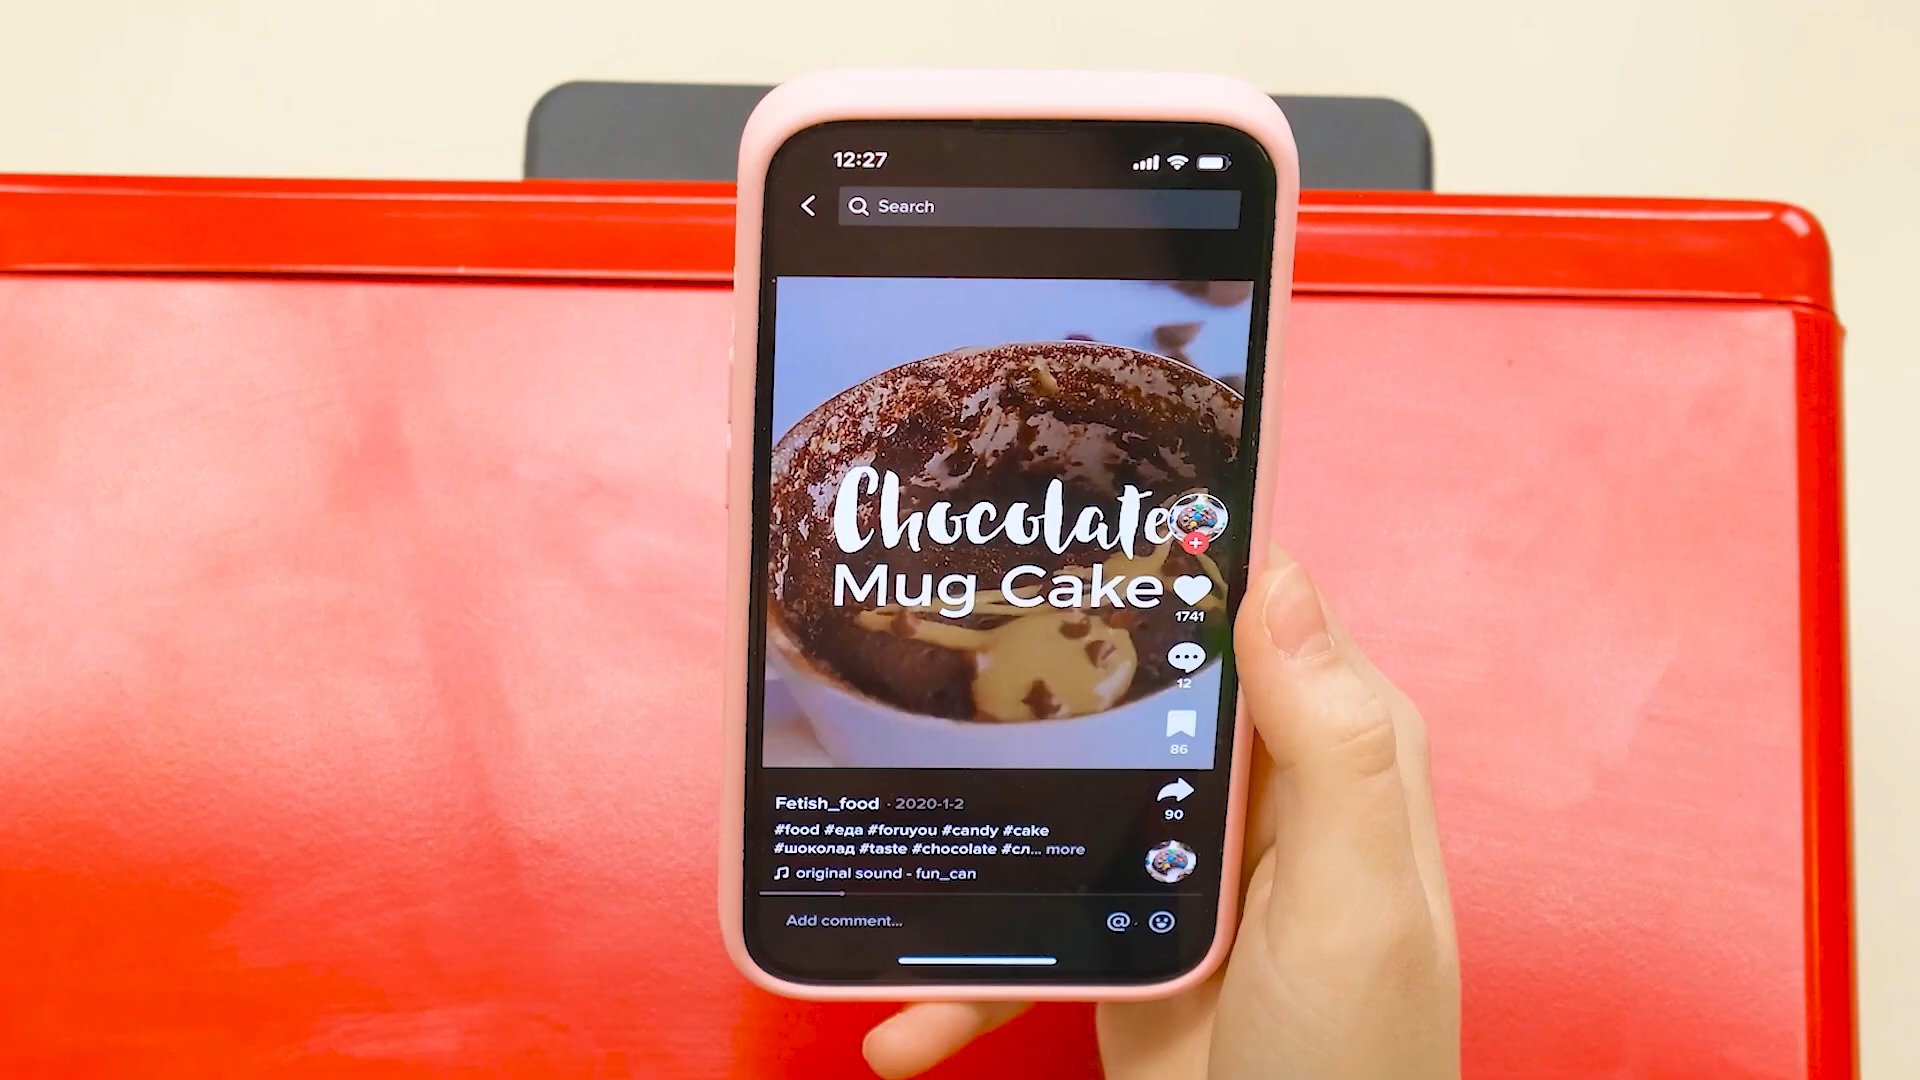 12:27
Search
Chocolate
Mug Cake
1741
12
86
90
Fetish_food · 2020-1-2
#food #еда #foruyou #candy #cake
#шоколад #taste #chocolate #сл... more
original sound - fun_can
Add comment...
@